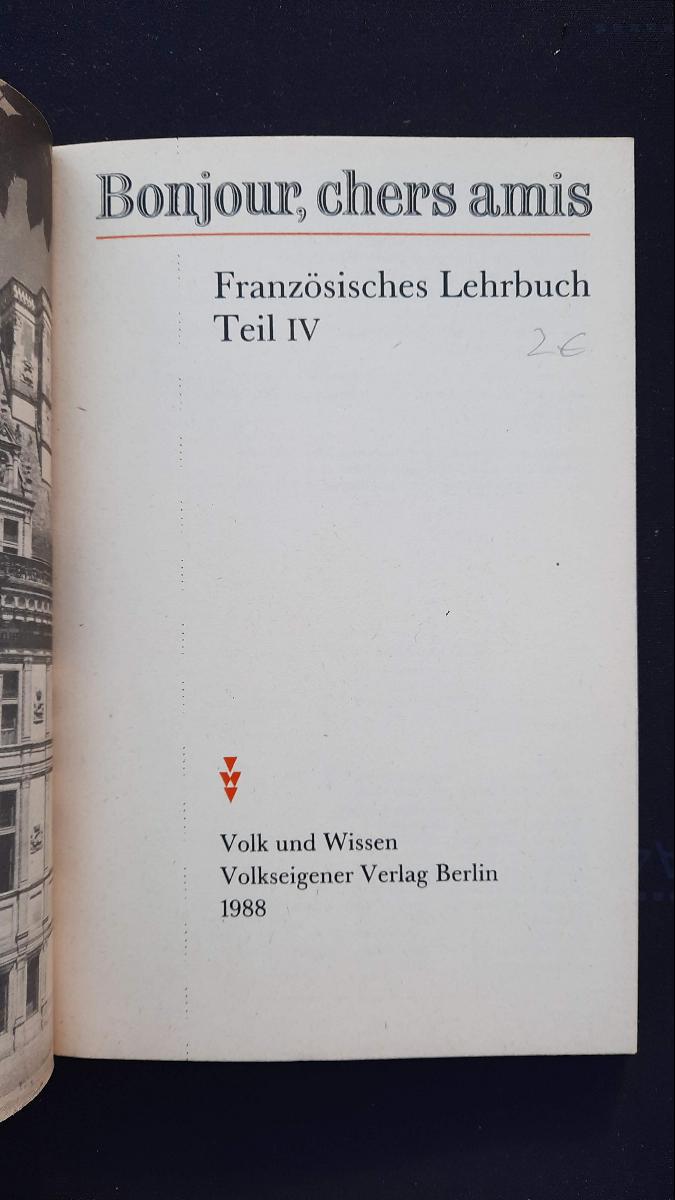 Bonjour, chers amis
Französisches Lehrbuch
Teil IV
2€
Volk und Wissen
Volkseigener Verlag Berlin
1988